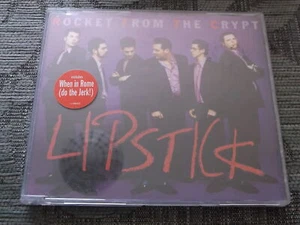 ROCKET FROM THE CRYPT
When in Rome
(do the Jerk!)
LIPSTICK